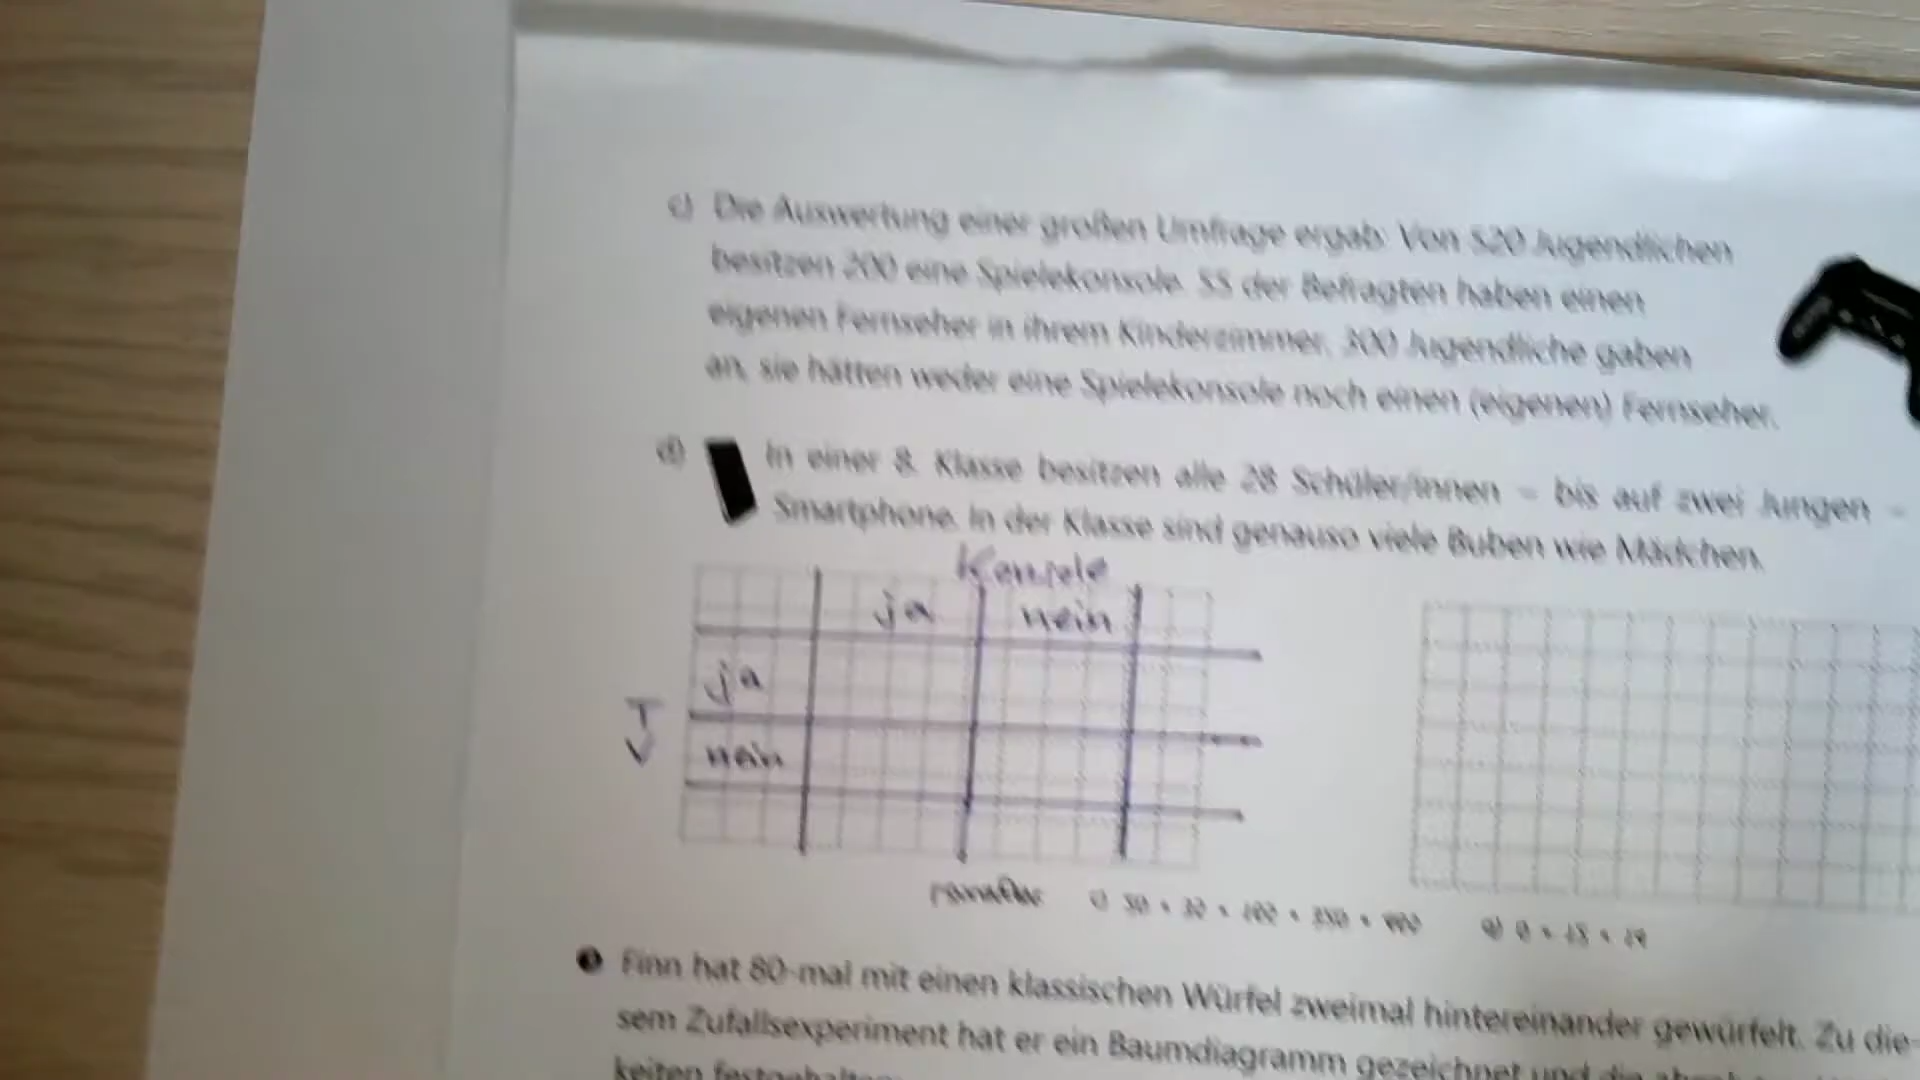 c) Die Auswertung einer großen Umfrage ergab: Von 520 Jugendlichen
besitzen 200 eine Spielekonsole. 55 der Befragten haben einen
eigenen Fernseher in ihrem Kinderzimmer. 300 Jugendliche gaben
an, sie hätten weder eine Spielekonsole noch einen (eigenen) Fernseher.
d) In einer 8. Klasse besitzen alle 28 Schüler/innen – bis auf zwei Jungen –
Smartphone. In der Klasse sind genauso viele Buben wie Mädchen.
Konsole
ja nein
ja
TV
nein
Finn hat 80-mal mit einen klassischen Würfel zweimal hintereinander gewürfelt. Zu die-
sem Zufallsexperiment hat er ein Baumdiagramm gezeichnet und die
keiten festgehalten